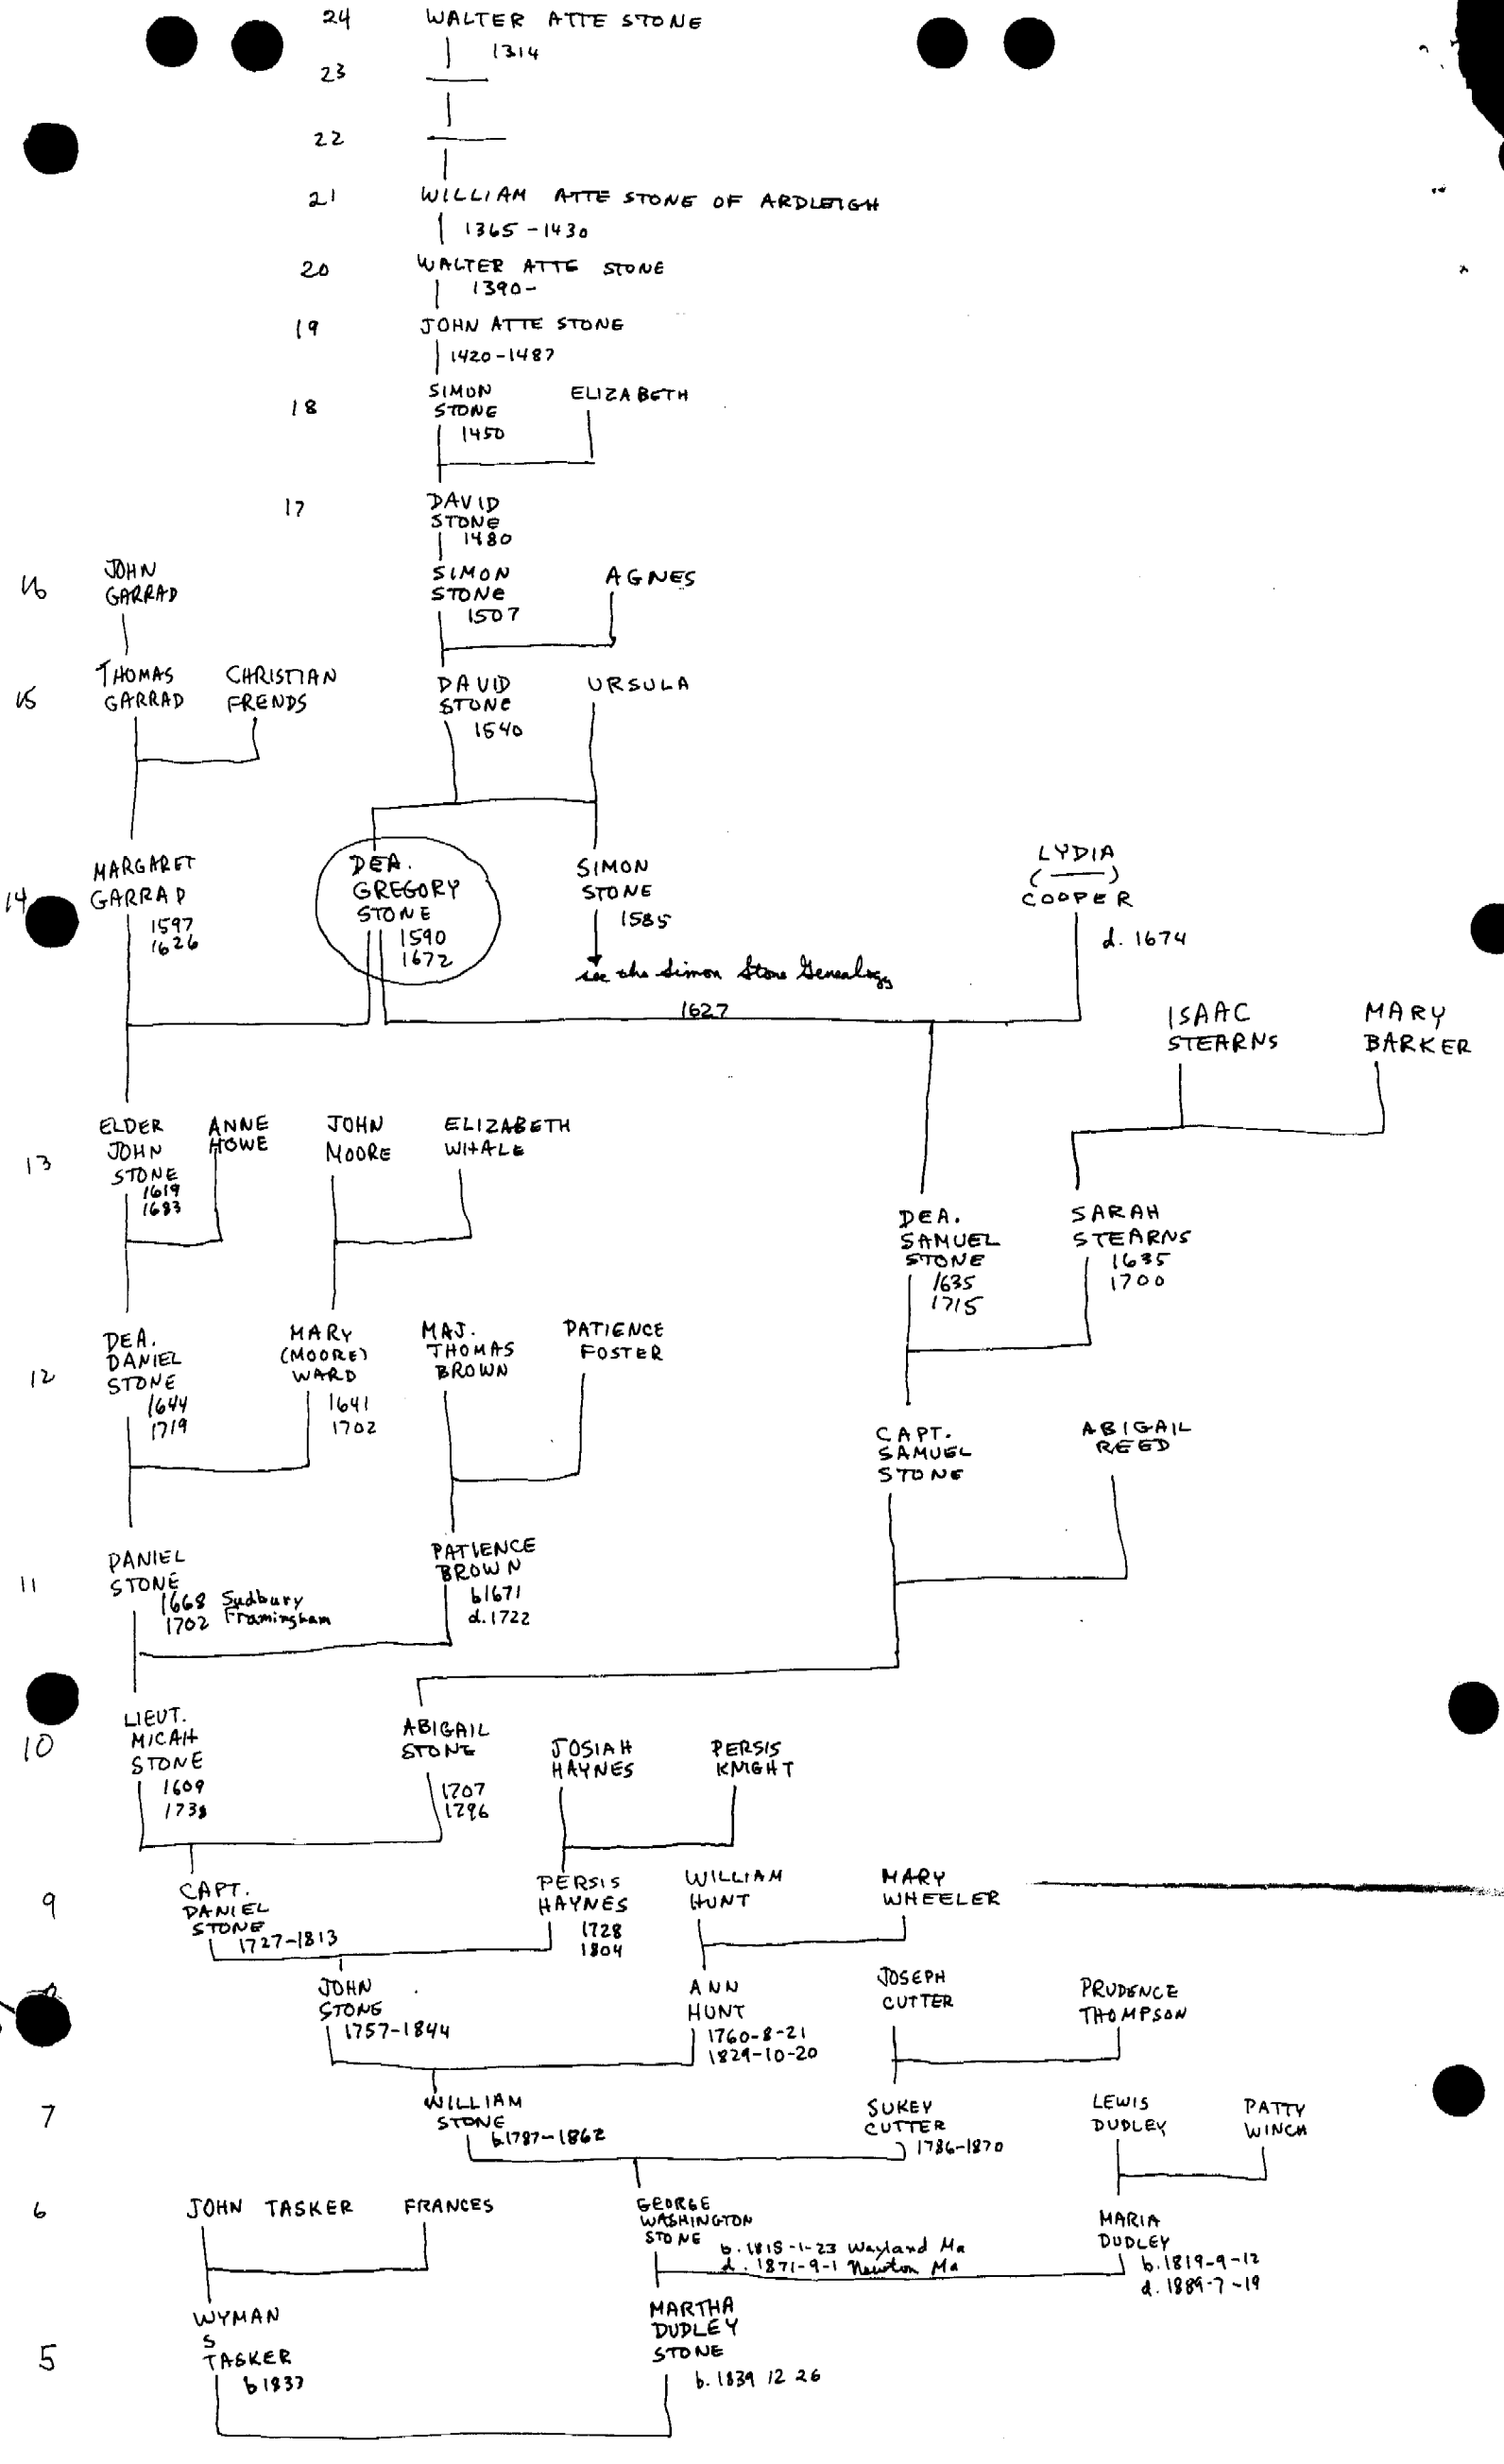 24 WALTER ATTE STONE
1314
23
22
21 WILLIAM ATTE STONE OF ARDLEIGH
1365-1430
20 WALTER ATTE STONE
1390-
19 JOHN ATTE STONE
1420-1487
18 SIMON STONE ELIZABETH
1450
17 DAVID STONE
1480
16 JOHN GARRAD SIMON STONE AGNES
1507
15 THOMAS GARRAD CHRISTIAN FRENDS DAVID STONE URSULA
1540
14 MARGARET GARRAD DEA. GREGORY STONE SIMON STONE LYDIA ( — ) COOPER
1597 1626 1590 1672 1585 d. 1674
see the Simon Stone Genealogy
1627
ISAAC STEARNS MARY BARKER
13 ELDER JOHN STONE ANNE HOWE JOHN MOORE ELIZABETH WHALE
1619
1683
DEA. SAMUEL STONE SARAH STEARNS
1635 1715 1635 1700
12 DEA. DANIEL STONE MARY (MOORE) WARD MAJ. THOMAS BROWN PATIENCE FOSTER
1644 1719 1641 1702
CAPT. SAMUEL STONE ABIGAIL REED
11 DANIEL STONE PATIENCE BROWN
1668 Sudbury b1671
1702 Framingham d.1722
10 LIEUT. MICAH STONE ABIGAIL STONE JOSIAH HAYNES PERSIS KNIGHT
1609 1707
1796
9 CAPT. DANIEL STONE PERSIS HAYNES WILLIAM HUNT MARY WHEELER
1727-1813 1728 1804
JOHN STONE ANN HUNT JOSEPH CUTTER PRUDENCE THOMPSON
1757-1844 1760-8-21
1829-10-20
7 WILLIAM STONE SUKEY CUTTER LEWIS DUDLEY PATTY WINCH
b.1787-1862 1786-1870
6 JOHN TASKER FRANCES GEORGE WASHINGTON STONE MARIA DUDLEY
b. 1815-1-23 Wayland Ma b. 1819-9-12
d. 1871-9-1 Newton Ma d. 1889-7-19
5 WYMAN S TASKER MARTHA DUDLEY STONE
b 1833 b. 1839 12 26